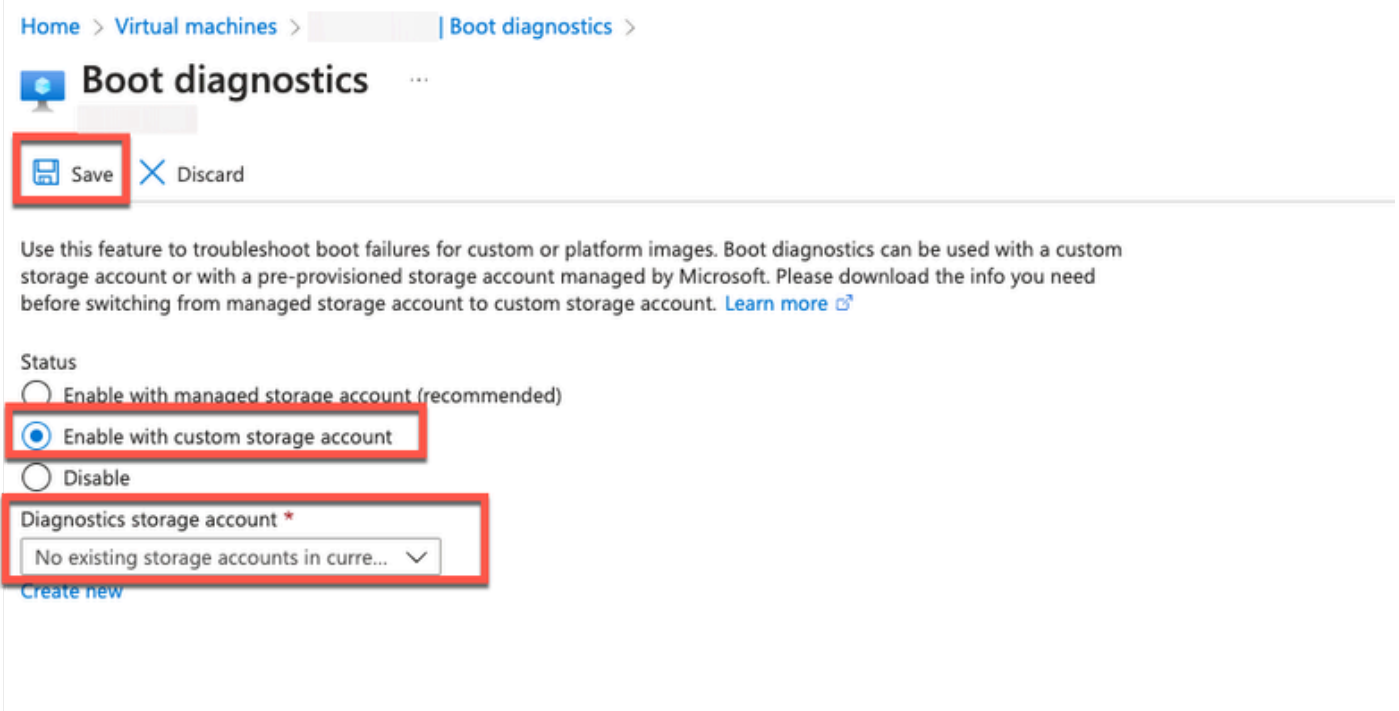 Home > Virtual machines > | Boot diagnostics >
Boot diagnostics ...
Save Discard
Use this feature to troubleshoot boot failures for custom or platform images. Boot diagnostics can be used with a custom
storage account or with a pre-provisioned storage account managed by Microsoft. Please download the info you need
before switching from managed storage account to custom storage account. Learn more
Status
Enable with managed storage account (recommended)
Enable with custom storage account
Disable
Diagnostics storage account *
No existing storage accounts in curre...
Create new